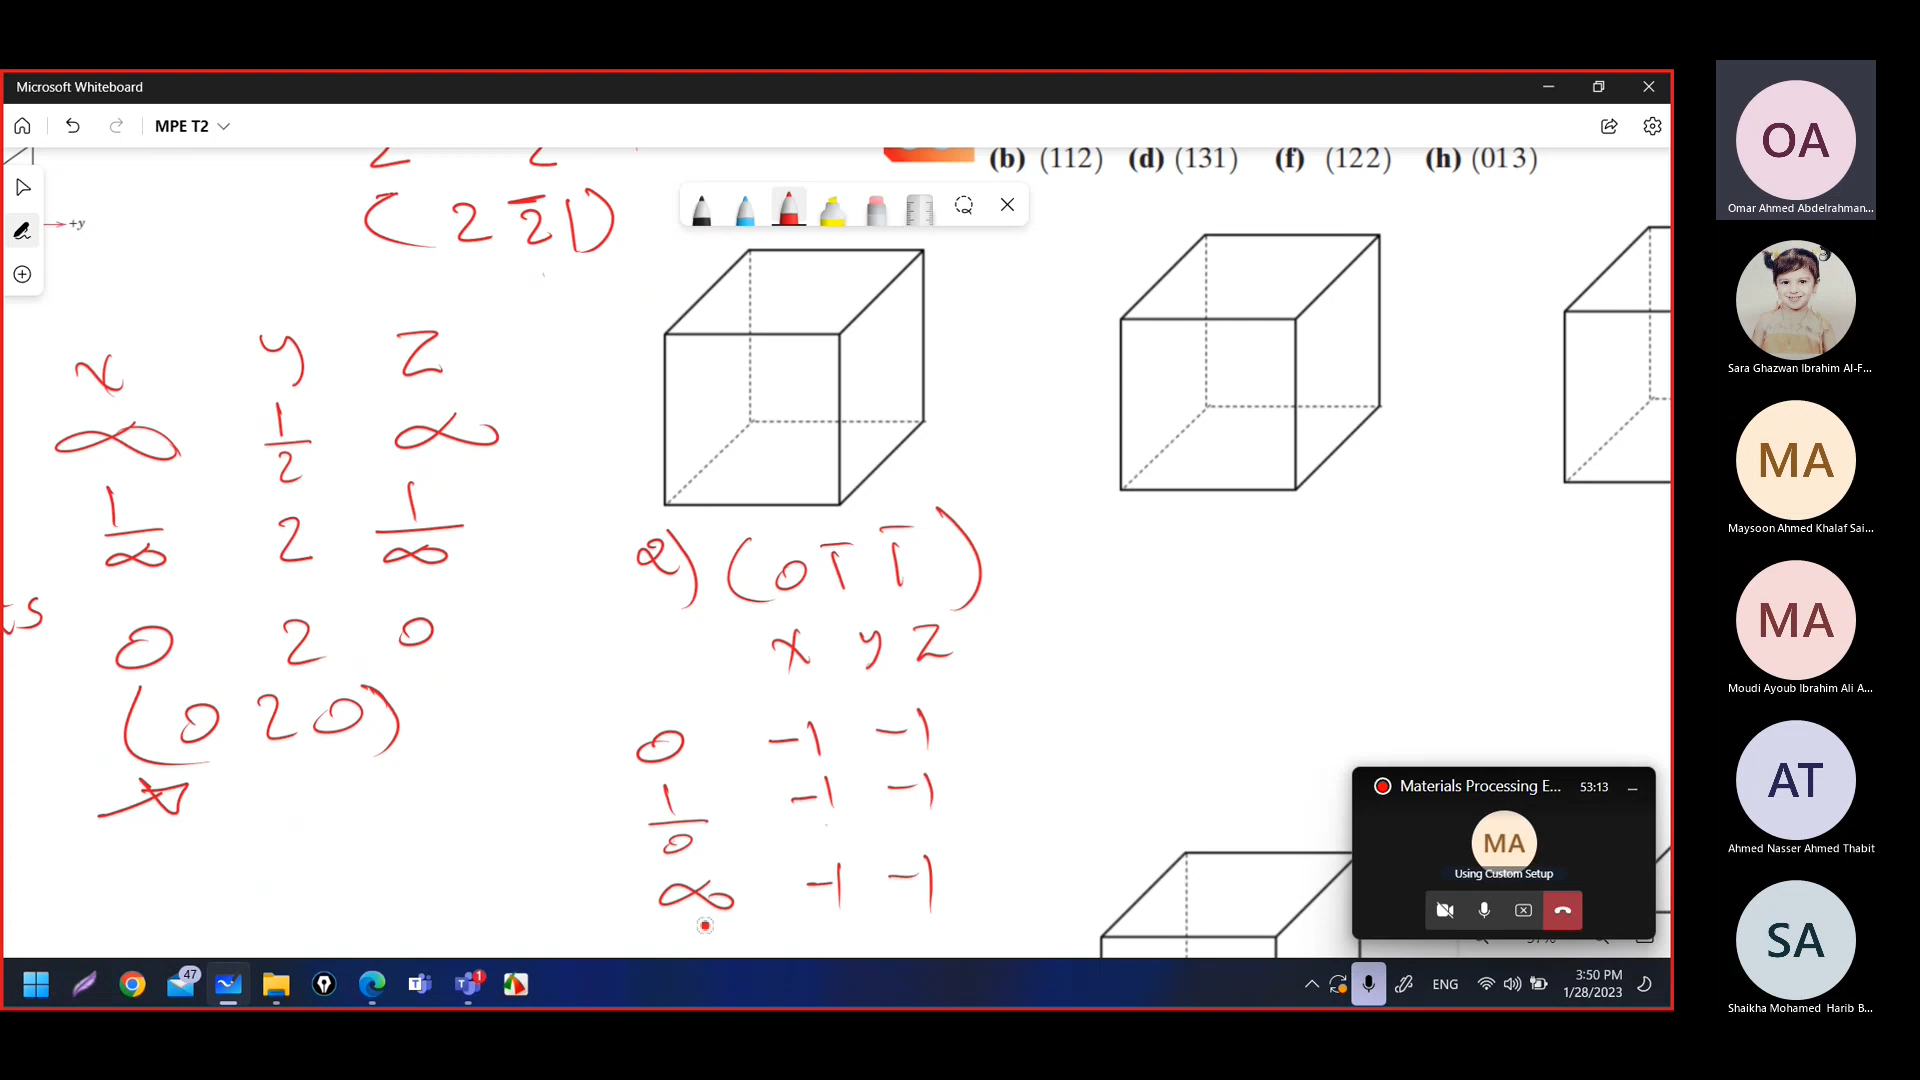 Microsoft Whiteboard
MPE T2
(b) (112) (d) (131) (f) (122) (h) (013)
+y
( 2 2̅ 1)
x y z
∞ 1/2 ∞
1/∞ 2 1/∞
0 2 0
(0 2 0)
2) (0 1̅ 1̅)
x y z
0 -1 -1
1/0 -1 -1
∞ -1 -1
Materials Processing E... 53:13
MA
Using Custom Setup
47
1
ENG
3:50 PM
1/28/2023
OA
Omar Ahmed Abdelrahman...
Sara Ghazwan Ibrahim Al-F...
MA
Maysoon Ahmed Khalaf Sai...
MA
Moudi Ayoub Ibrahim Ali A...
AT
Ahmed Nasser Ahmed Thabit
SA
Shaikha Mohamed Harib B...